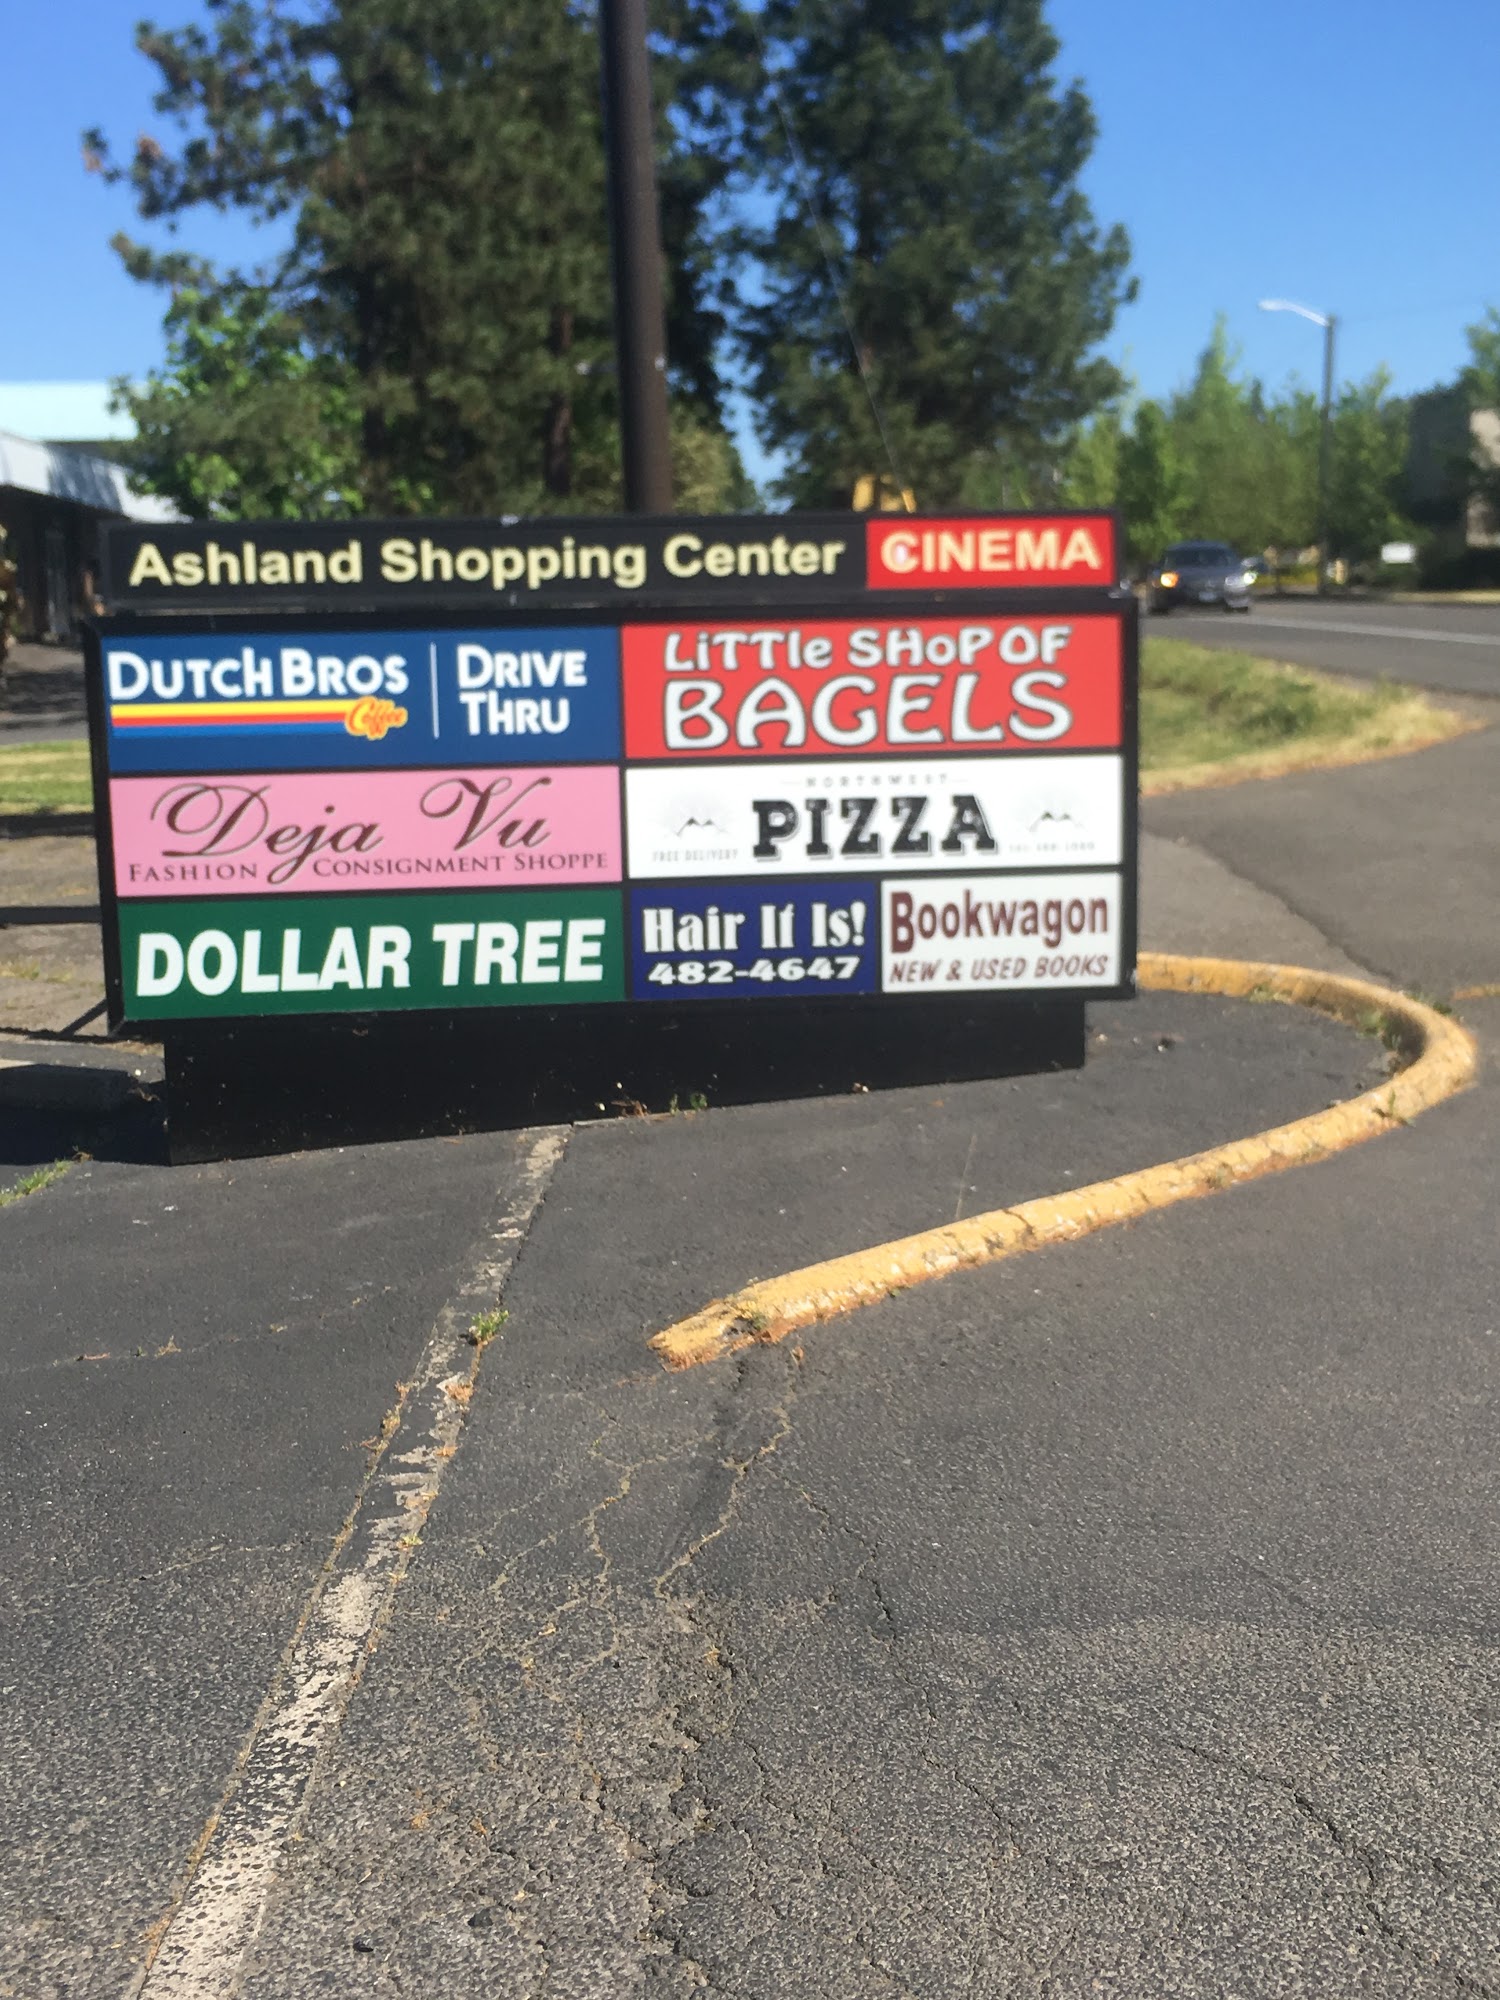 Ashland Shopping Center CINEMA
DUTCH BROS
Coffee
DRIVE
THRU
LiTTle SHoP OF
BAGELS
Deja Vu
FASHION CONSIGNMENT SHOPPE
NORTHWEST
PIZZA
FREE DELIVERY
DOLLAR TREE
Hair It Is!
482-4647
Bookwagon
NEW & USED BOOKS